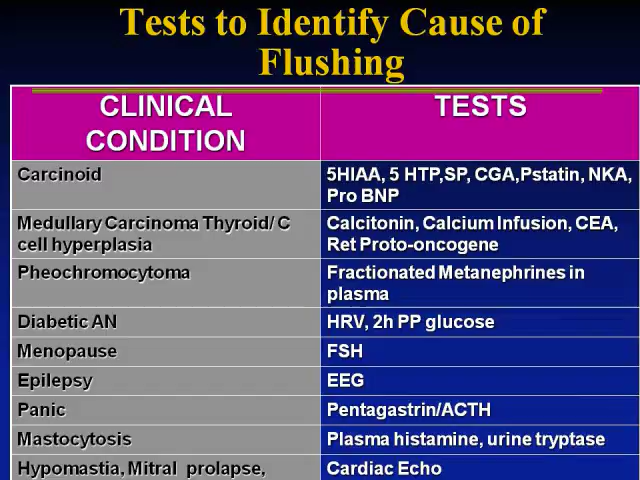 Tests to Identify Cause of
Flushing
CLINICAL
CONDITION
TESTS
Carcinoid
5HIAA, 5 HTP,SP, CGA,Pstatin, NKA,
Pro BNP
Medullary Carcinoma Thyroid/ C
cell hyperplasia
Calcitonin, Calcium Infusion, CEA,
Ret Proto-oncogene
Pheochromocytoma
Fractionated Metanephrines in
plasma
Diabetic AN
HRV, 2h PP glucose
Menopause
FSH
Epilepsy
EEG
Panic
Pentagastrin/ACTH
Mastocytosis
Plasma histamine, urine tryptase
Hypomastia, Mitral prolapse,
Cardiac Echo